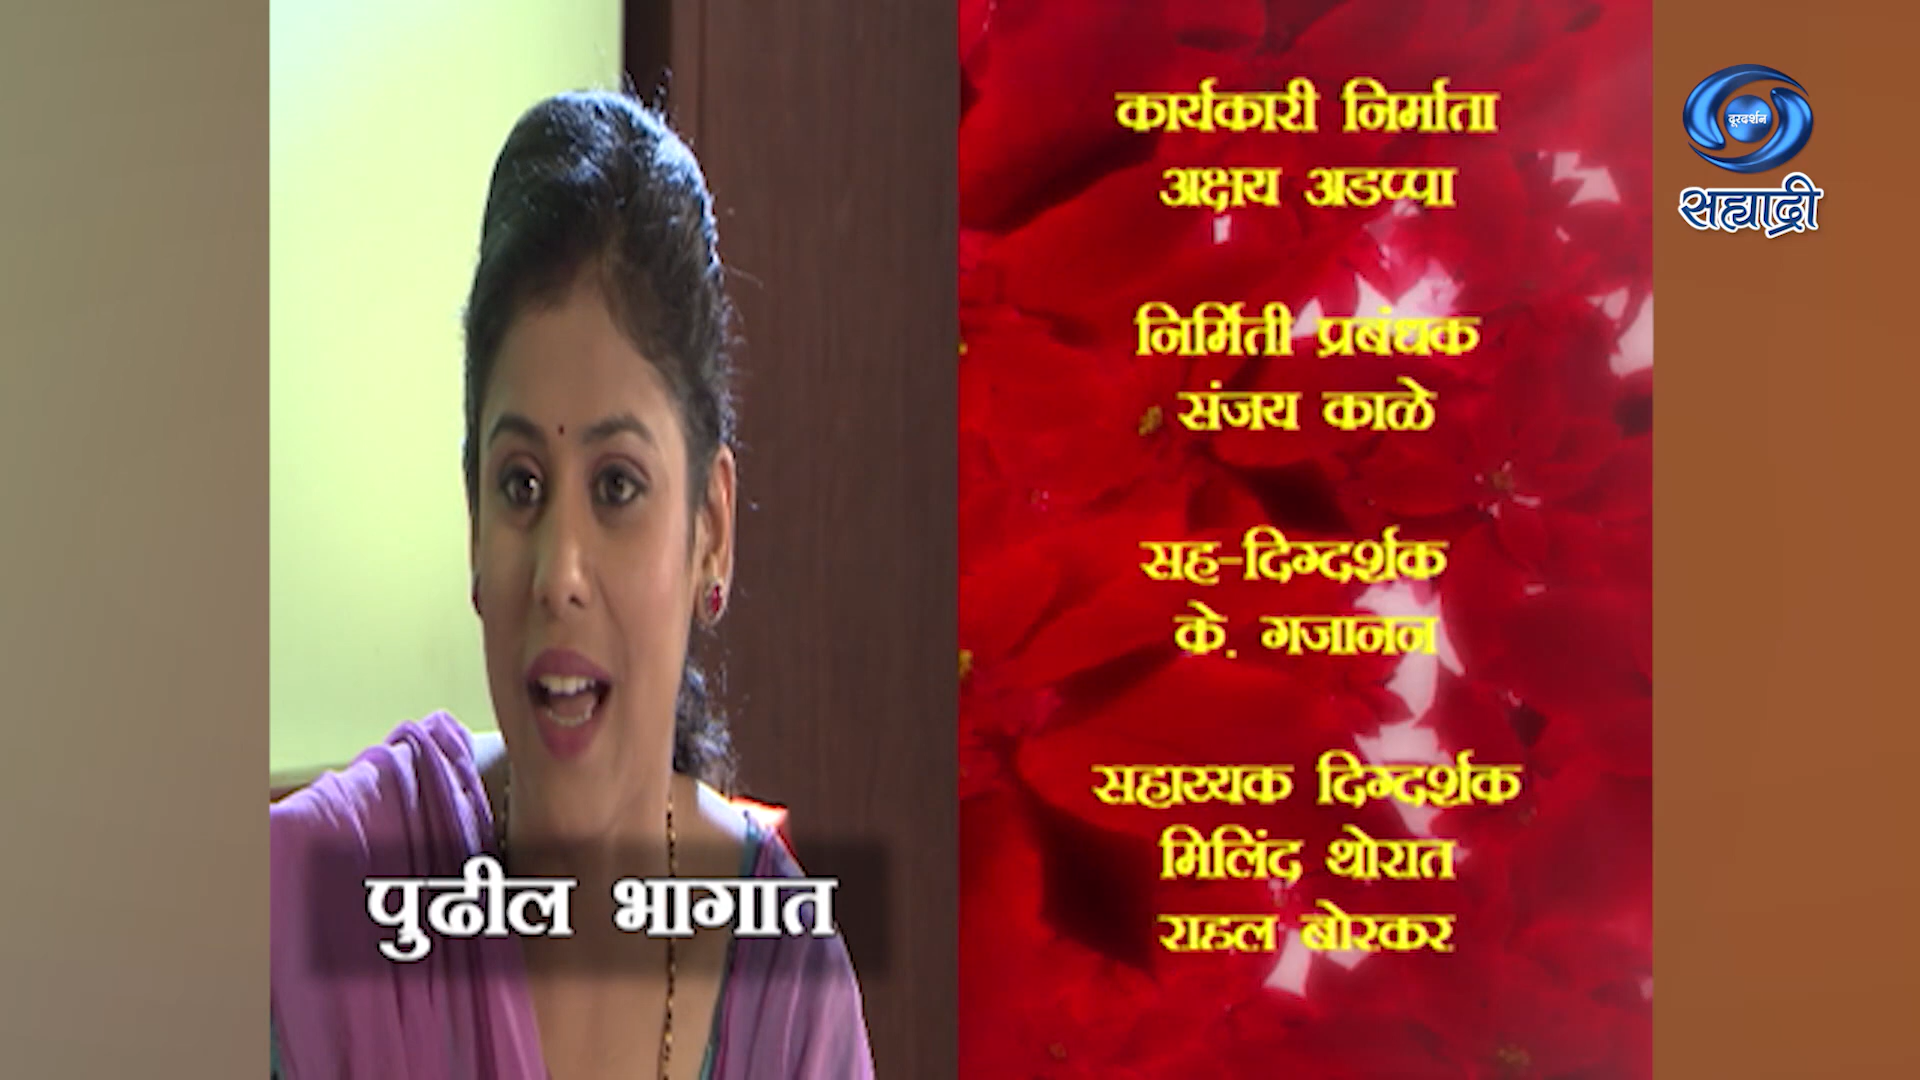 कार्यकारी निर्माता
अक्षय अडप्पा
निर्मिती प्रबंधक
संजय काळे
सह-दिग्दर्शक
के. गजानन
सहाय्यक दिग्दर्शक
मिलिंद थोरात
राहुल बोरकर
पुढील भागात
दूरदर्शन
सह्याद्री